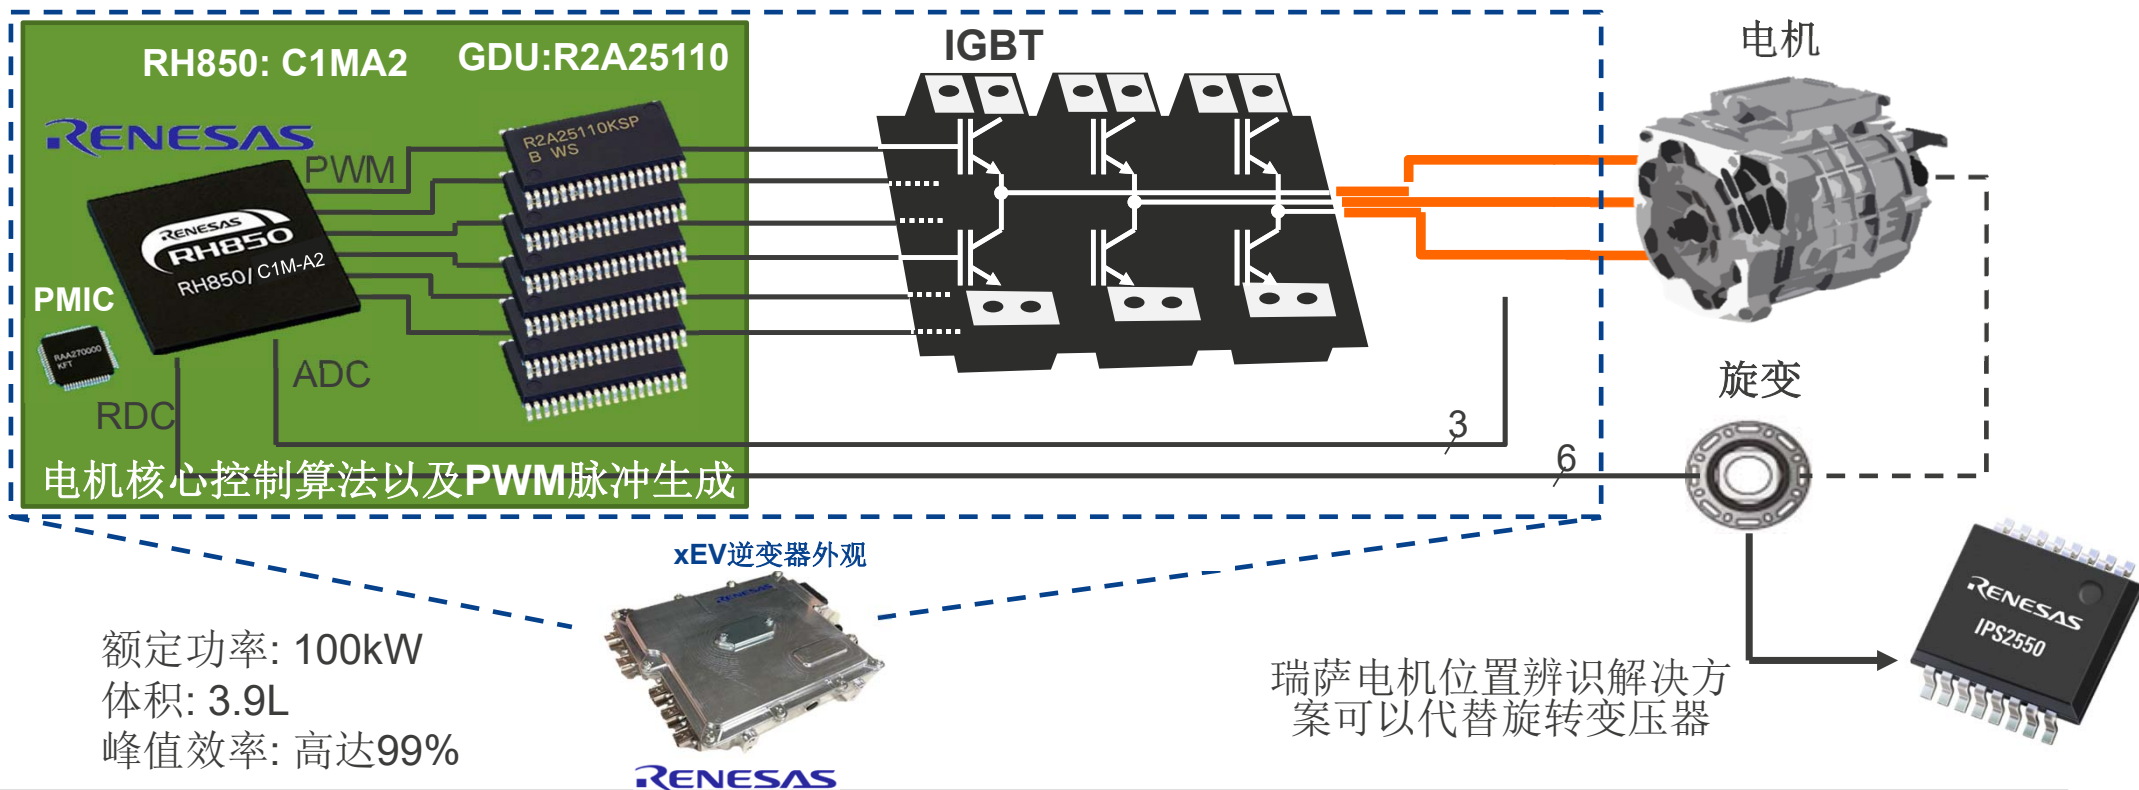 RH850: C1MA2
GDU:R2A25110
IGBT
电机
RENESAS
PWM
R2A25110KSP
B WS
RENESAS
RH850
RH850/C1M-A2
PMIC
RAA270000
KFT
ADC
RDC
旋变
3
6
电机核心控制算法以及PWM脉冲生成
xEV逆变器外观
RENESAS
RENESAS
IPS2550
额定功率: 100kW
体积: 3.9L
峰值效率: 高达99%
瑞萨电机位置辨识解决方
案可以代替旋转变压器
RENESAS